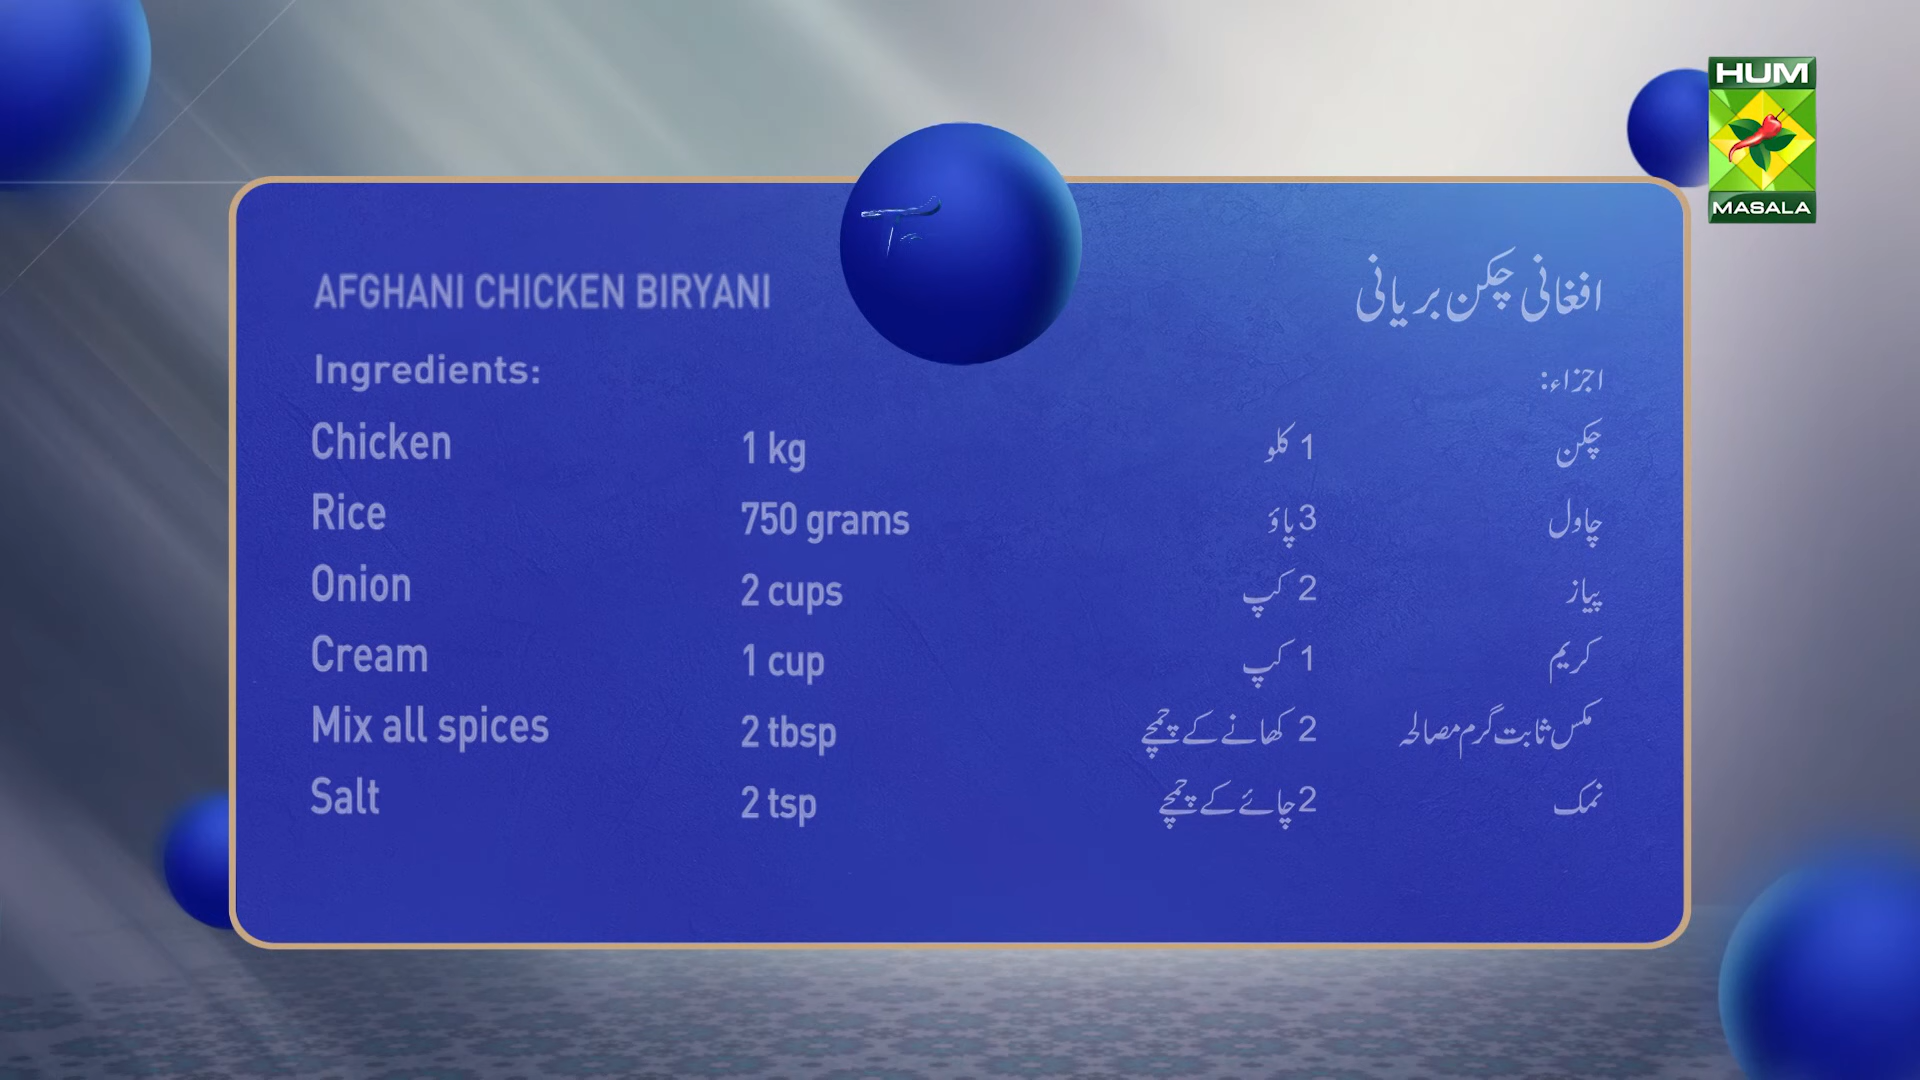 HUM
MASALA
AFGHANI CHICKEN BIRYANI
افغانی چکن بریانی
Ingredients:
اجزاء:
Chicken 1 kg
چکن 1 کلو
Rice 750 grams
چاول 3 پاؤ
Onion 2 cups
پیاز 2 کپ
Cream 1 cup
کریم 1 کپ
Mix all spices 2 tbsp
مکس ثابت گرم مصالحہ 2 کھانے کے چمچے
Salt 2 tsp
نمک 2 چائے کے چمچے